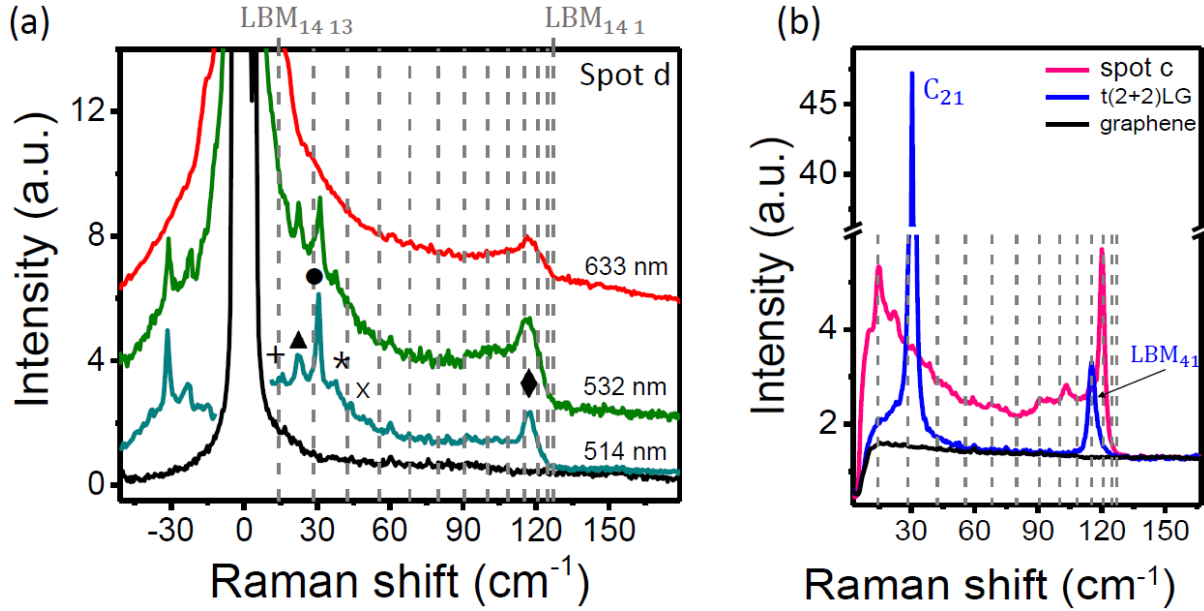 (a)
LBM14 13
LBM14 1
Spot d
Intensity (a.u.)
12
8
4
0
633 nm
532 nm
514 nm
+
▲
●
*
x
♦
-30
0
30
60
90
120
150
Raman shift (cm-1)
(b)
spot c
t(2+2)LG
graphene
C21
LBM41
Intensity (a.u.)
45
40
4
2
30
60
90
120
150
Raman shift (cm-1)